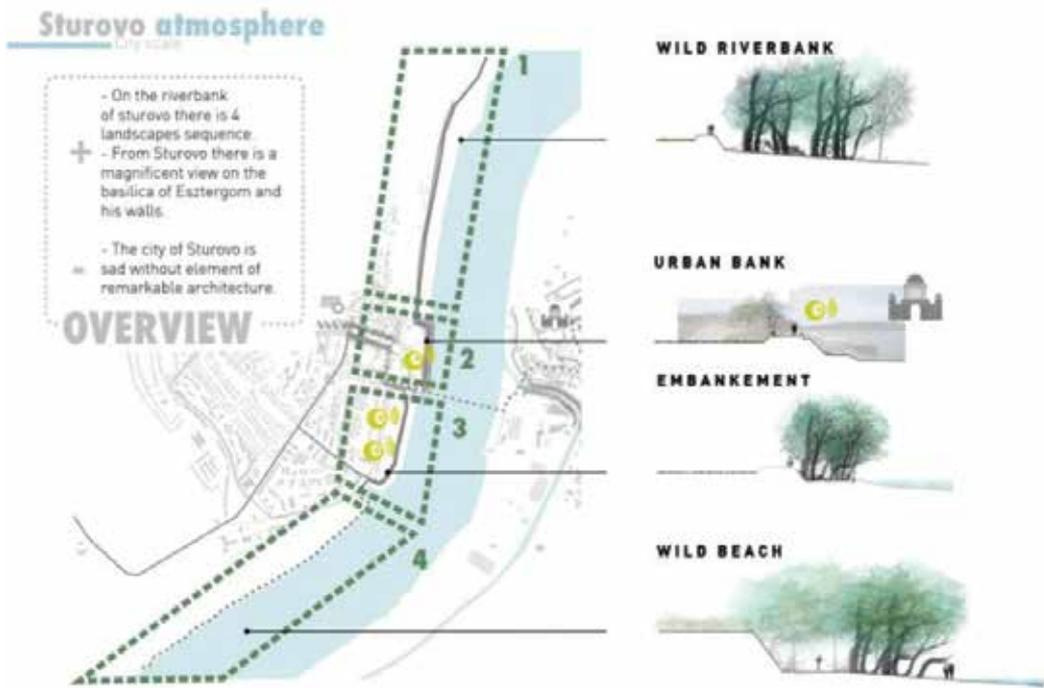 Sturovo atmosphere
City scale
- On the riverbank
of sturovo there is 4
landscapes sequence.
+
- From Sturovo there is a
magnificent view on the
basilica of Esztergom and
his walls.
- The city of Sturovo is
sad without element of
remarkable architecture.
-
OVERVIEW
1
2
3
4
WILD RIVERBANK
URBAN BANK
EMBANKEMENT
WILD BEACH